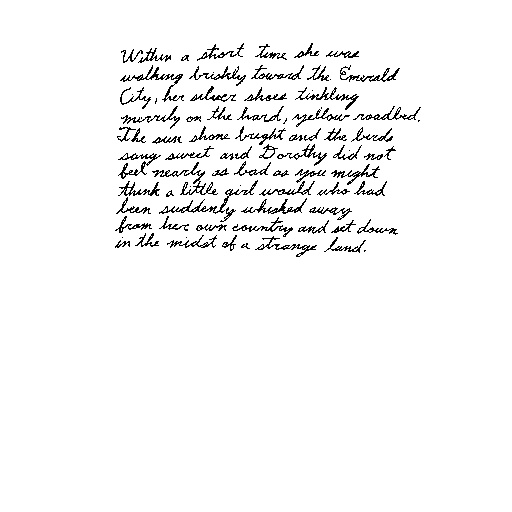 Within a short time she was
walking briskly toward the Emerald
City, her silver shoes tinkling
merrily on the hard, yellow roadbed.
The sun shone bright and the birds
sang sweet and Dorothy did not
feel nearly as bad as you might
think a little girl would who had
been suddenly whisked away
from her own country and set down
in the midst of a strange land.